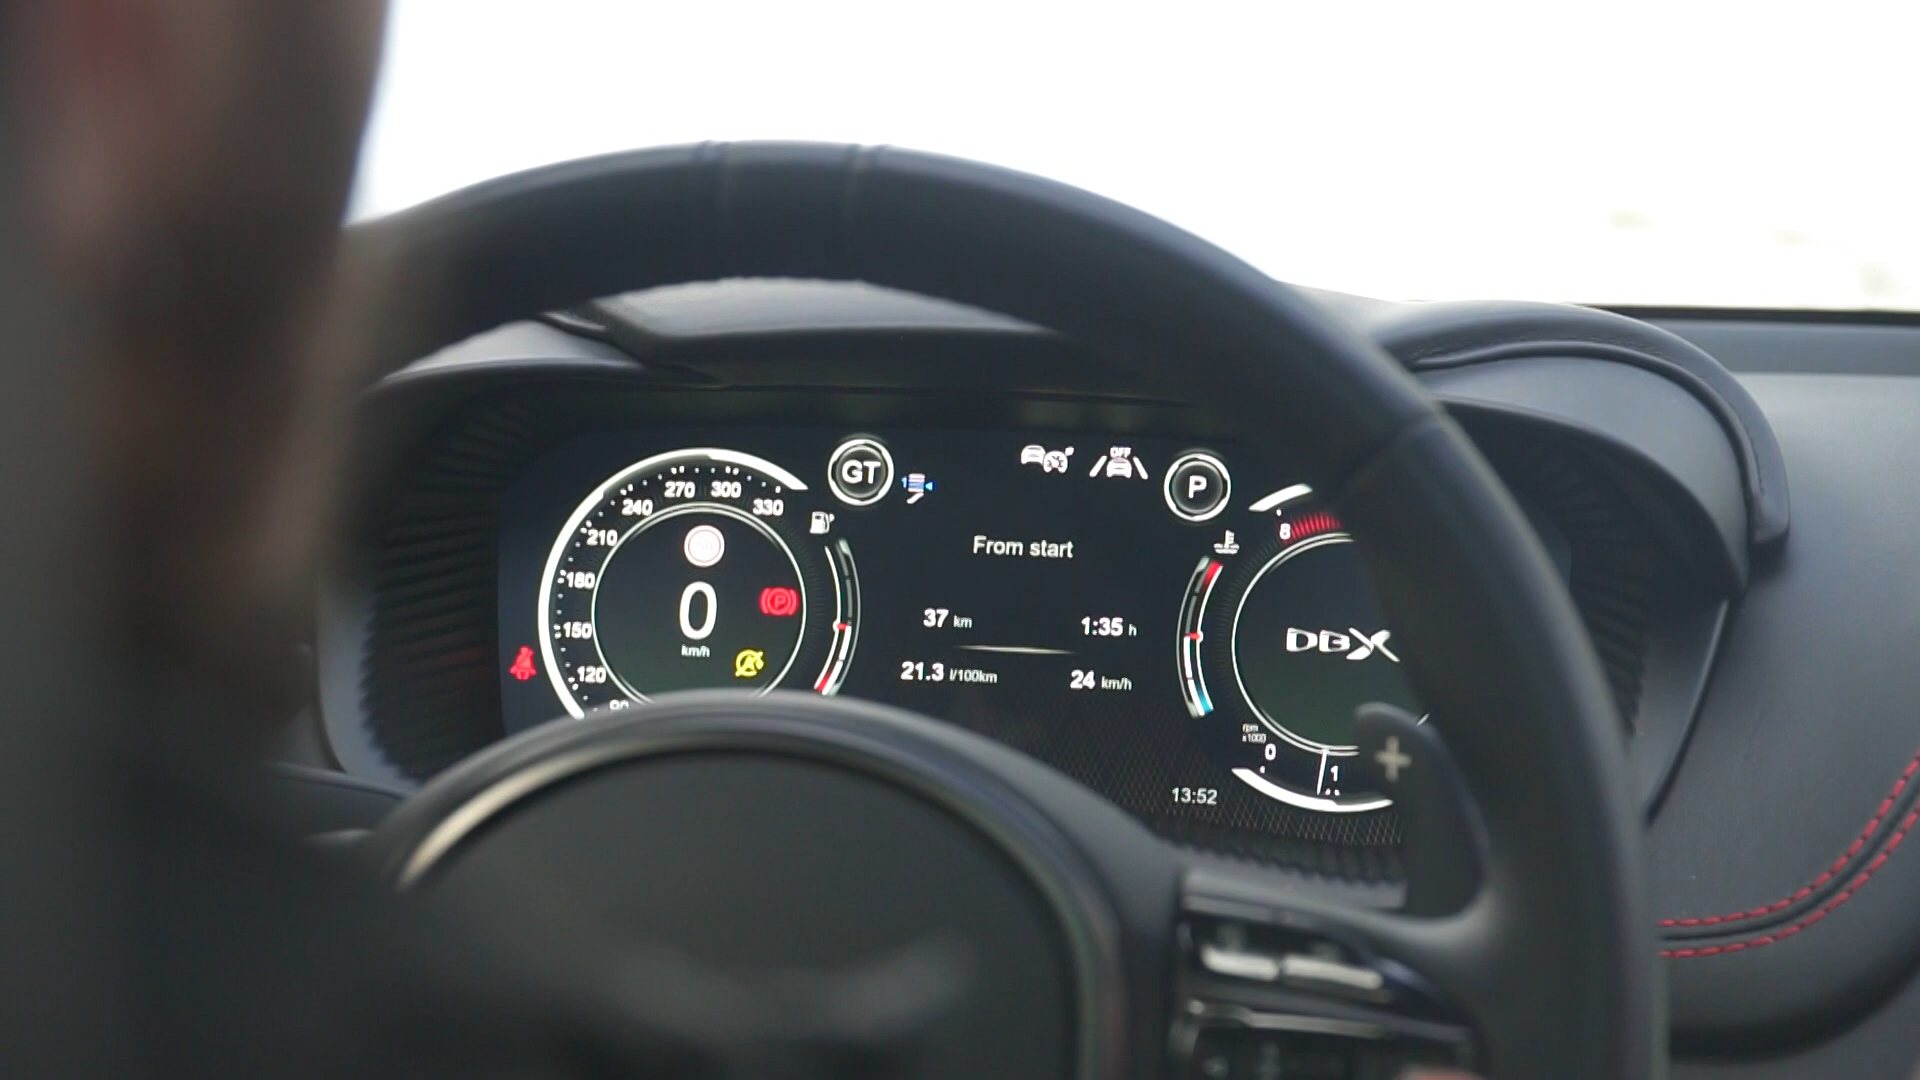 GT
OFF
P
270 300
240 330
210
180
150
120
0
km/h
P
From start
37 km 1:35 h
21.3 l/100km 24 km/h
8
DBX
rpm
x1000
0
1
13:52
+